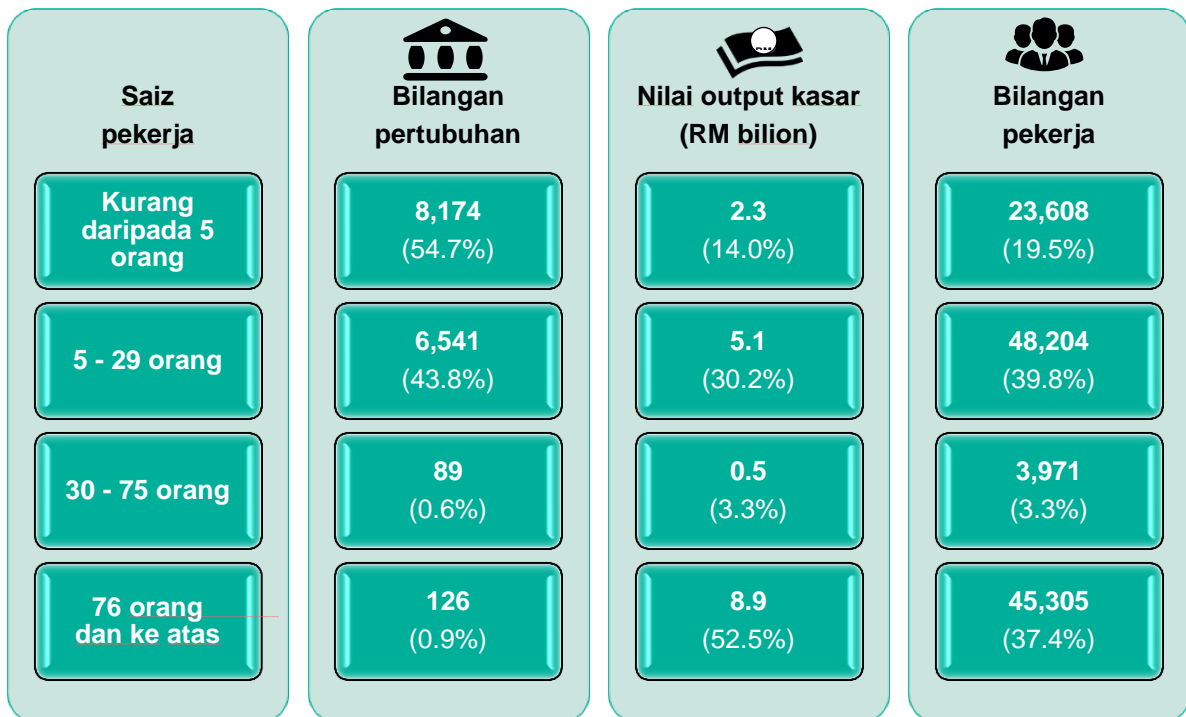 Saiz
pekerja
Bilangan
pertubuhan
Nilai output kasar
(RM bilion)
Bilangan
pekerja
Kurang
daripada 5
orang
8,174
(54.7%)
2.3
(14.0%)
23,608
(19.5%)
5 - 29 orang
6,541
(43.8%)
5.1
(30.2%)
48,204
(39.8%)
30 - 75 orang
89
(0.6%)
0.5
(3.3%)
3,971
(3.3%)
76 orang
dan ke atas
126
(0.9%)
8.9
(52.5%)
45,305
(37.4%)